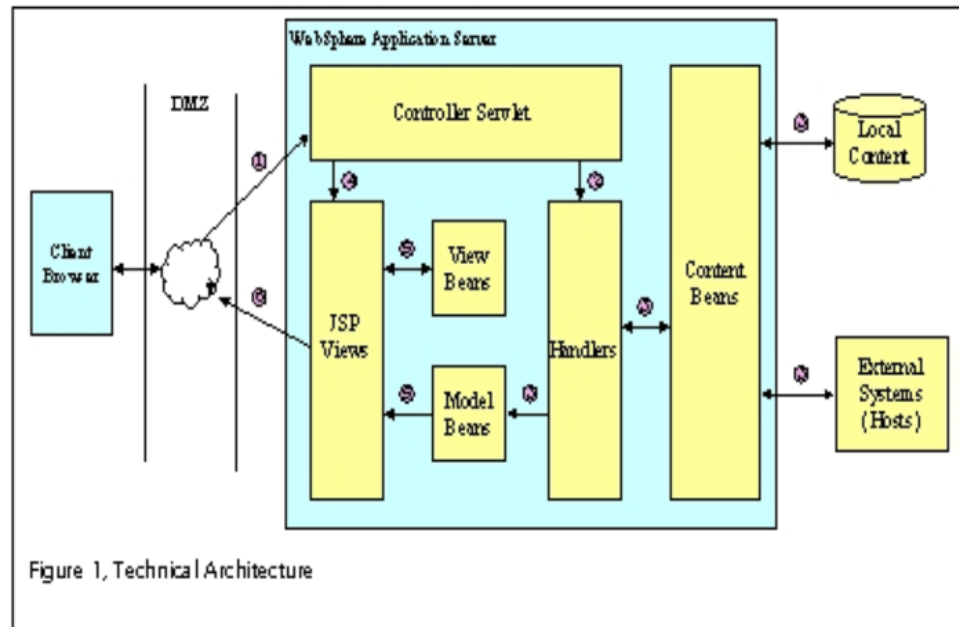 WebSphere Application Server
DMZ
Controller Servlet
①
Local
Content
Client
Browser
View
Beans
Content
Beans
JSP
Views
Handlers
Model
Beans
External
Systems
(Hosts)
Figure 1, Technical Architecture